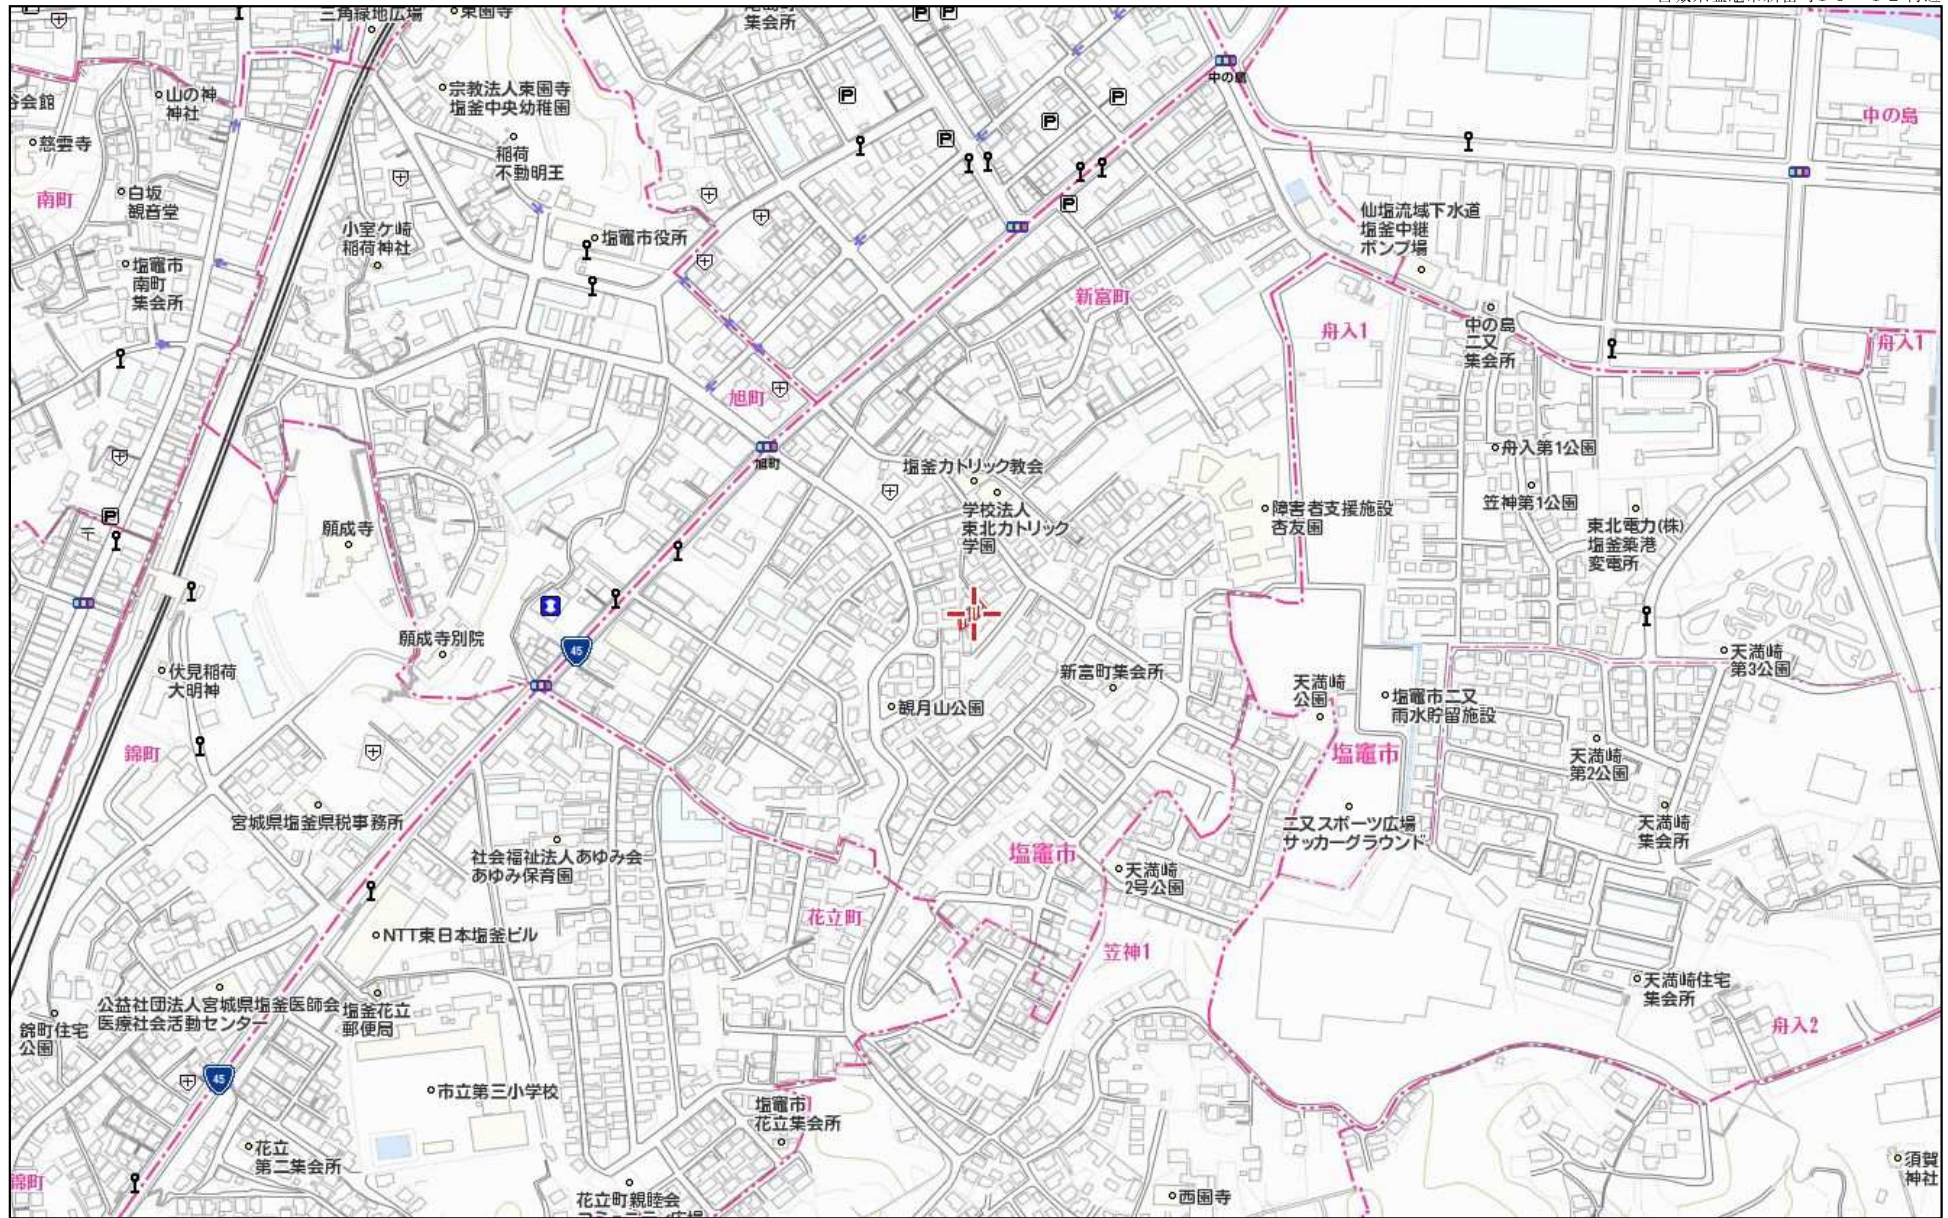 三角緑地広場
東園寺
集会所
中の島
宗教法人東園寺
塩釜中央幼稚園
山の神
神社
谷会館
慈雲寺
稲荷
不動明王
中の島
南町
白坂
観音堂
小室ケ崎
稲荷神社
塩竈市役所
仙塩流域下水道
塩釜中継
ポンプ場
塩竈市
南町
集会所
新富町
舟入1
中の島
二又
集会所
舟入1
旭町
旭町
塩釜カトリック教会
学校法人
東北カトリック
学園
障害者支援施設
杏友園
舟入第1公園
笠神第1公園
東北電力(株)
塩釜築港
変電所
願成寺
願成寺別院
45
伏見稲荷
大明神
新富町集会所
観月山公園
天満崎
公園
塩竈市二又
雨水貯留施設
天満崎
第3公園
錦町
塩竈市
天満崎
第2公園
宮城県塩釜県税事務所
二又スポーツ広場
サッカーグラウンド
天満崎
集会所
社会福祉法人あゆみ会
あゆみ保育園
塩竈市
天満崎
2号公園
花立町
NTT東日本塩釜ビル
笠神1
天満崎住宅
集会所
公益社団法人宮城県塩釜医師会
医療社会活動センター
塩釜花立
郵便局
錦町住宅
公園
舟入2
45
市立第三小学校
塩竈市
花立集会所
花立
第二集会所
錦町
花立町親睦会
西園寺
須賀
神社